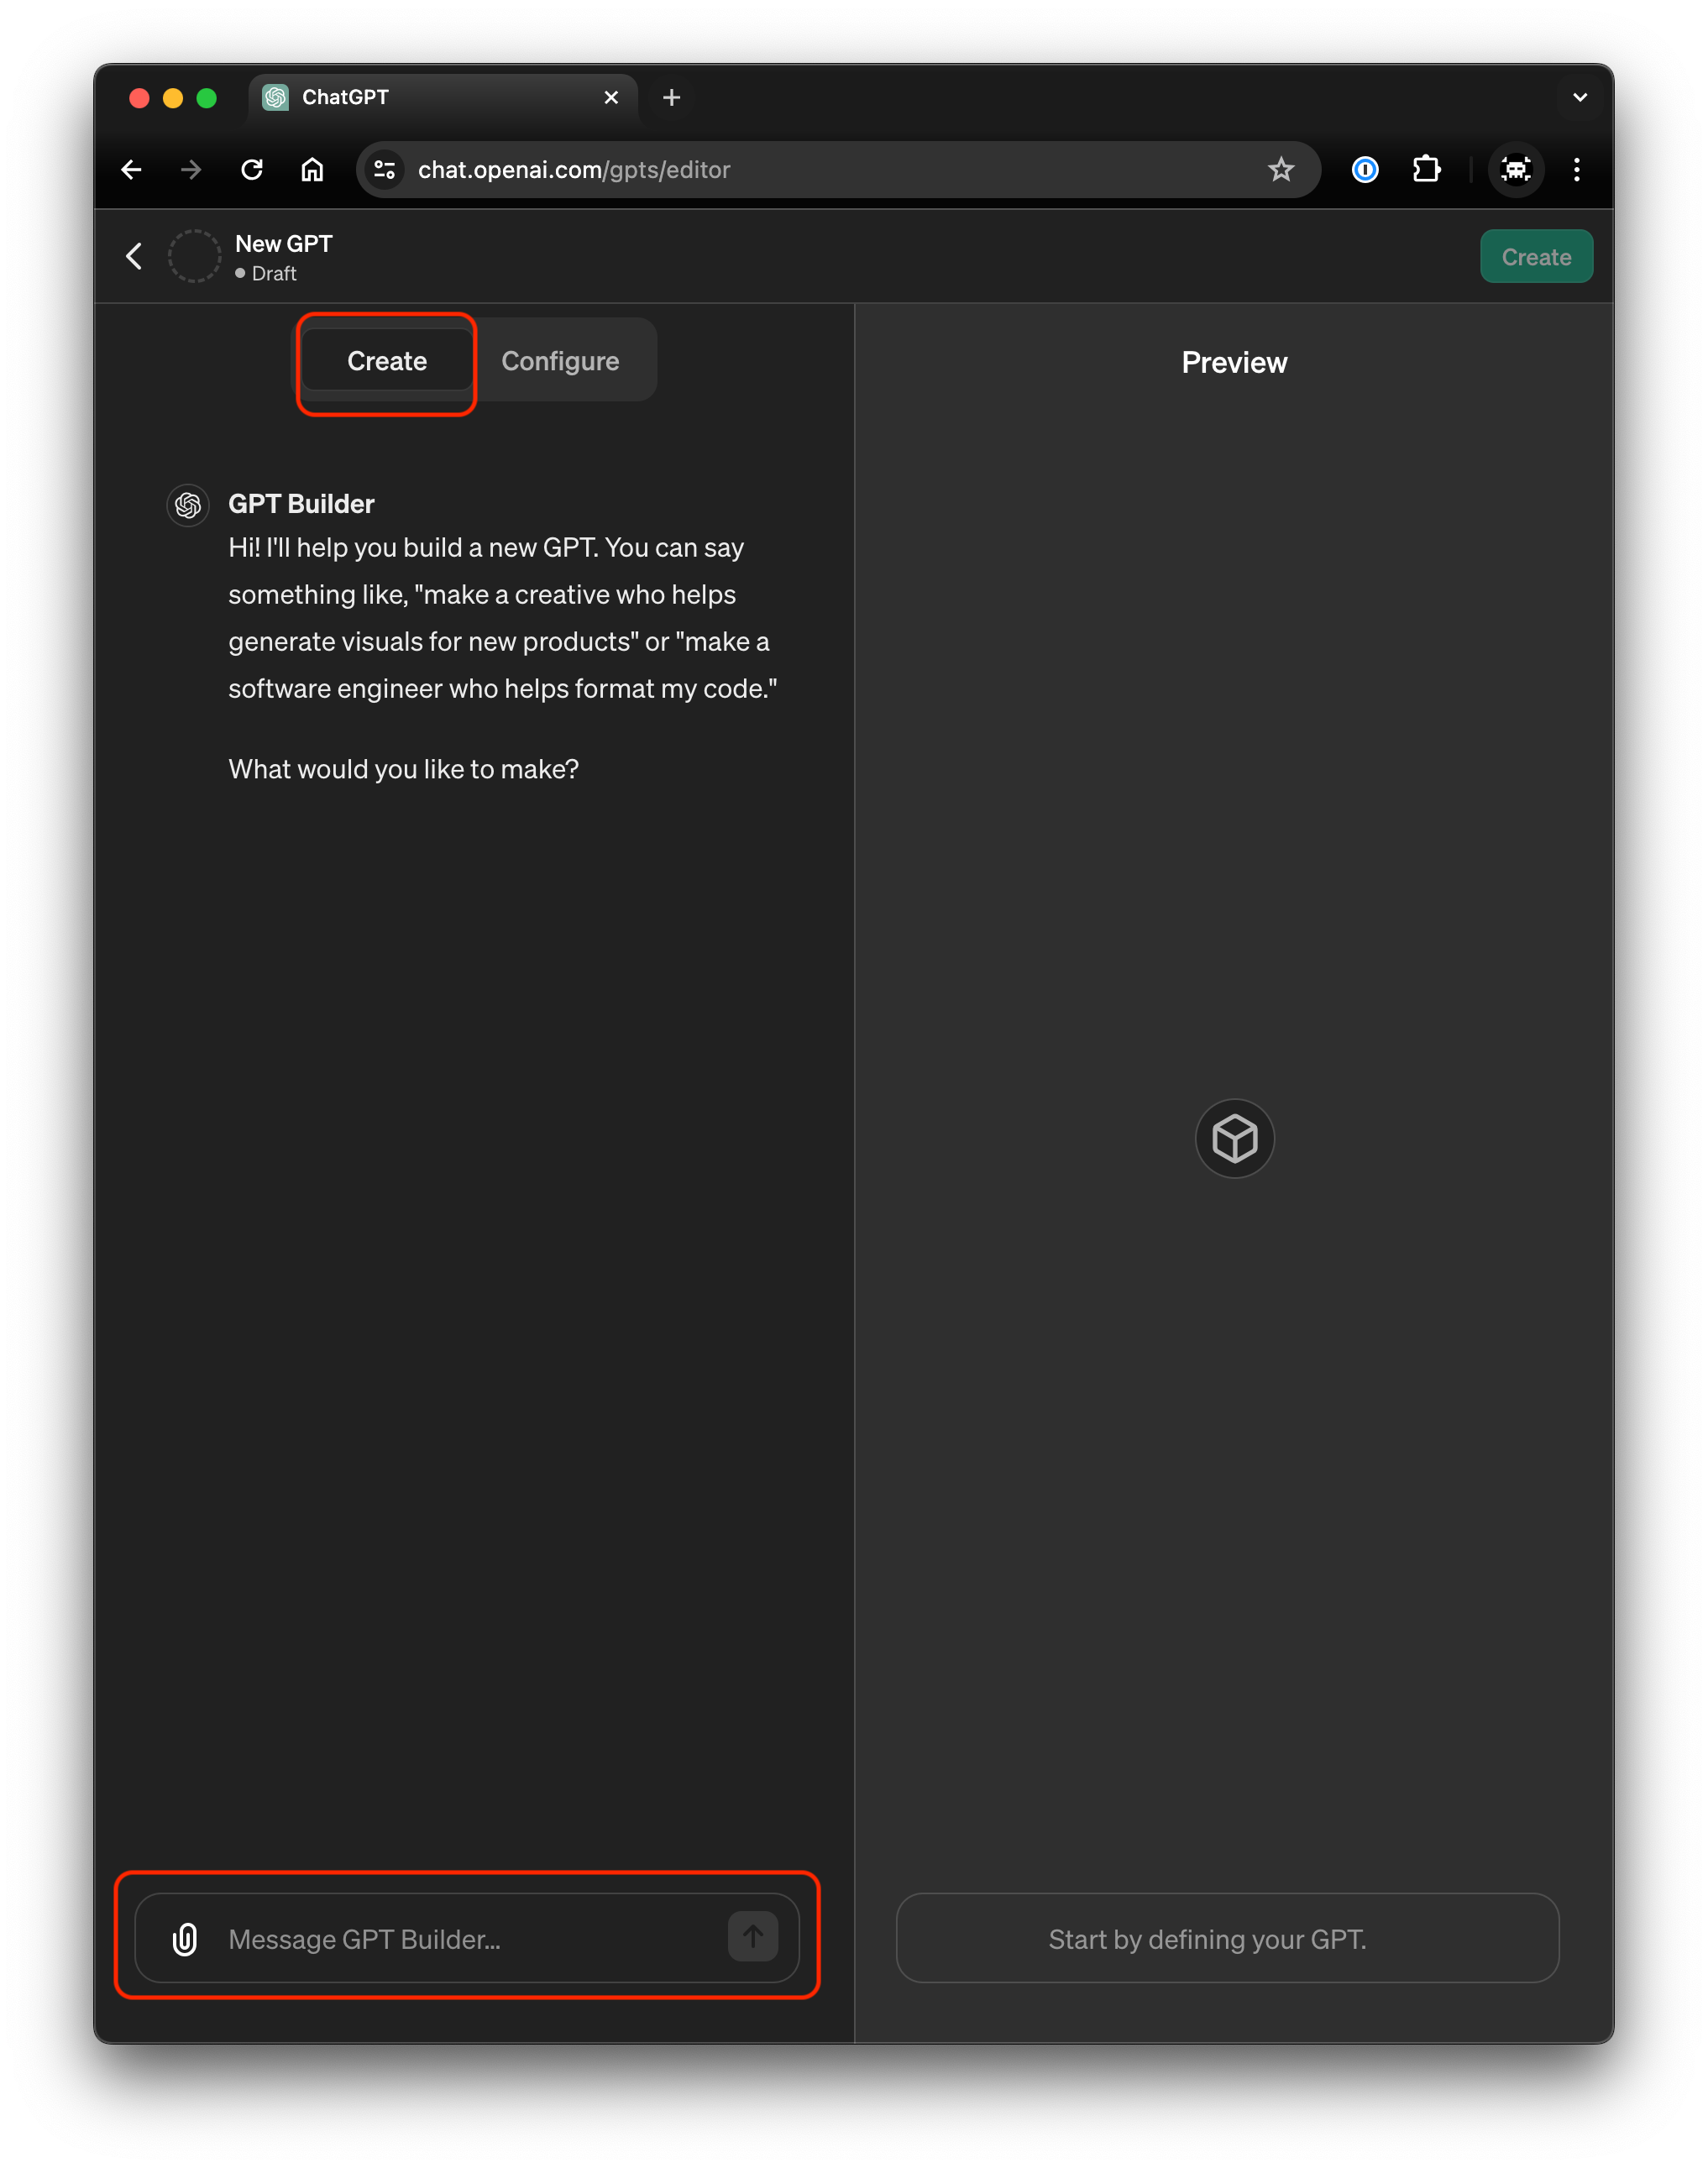 ChatGPT
chat.openai.com/gpts/editor
New GPT
Draft
Create
Create
Configure
Preview
GPT Builder
Hi! I'll help you build a new GPT. You can say
something like, "make a creative who helps
generate visuals for new products" or "make a
software engineer who helps format my code."
What would you like to make?
Message GPT Builder...
Start by defining your GPT.